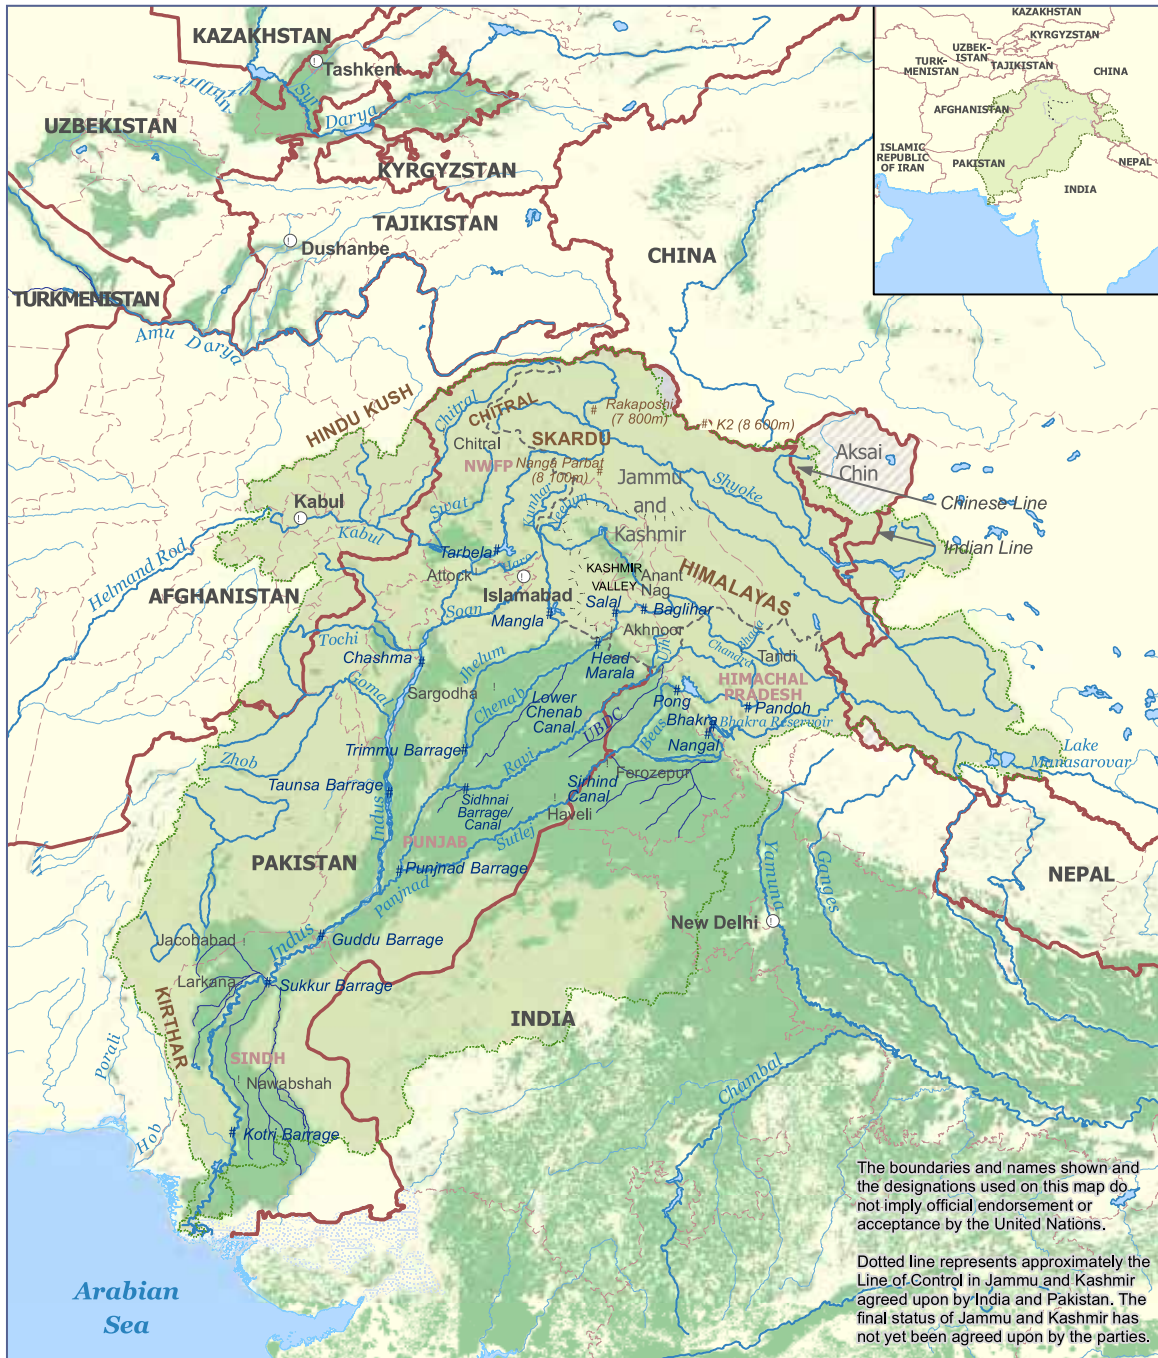 KAZAKHSTAN
Tashkent
Syr
Darya
UZBEKISTAN
KYRGYZSTAN
TAJIKISTAN
Dushanbe
CHINA
TURKMENISTAN
Amu Darya
KAZAKHSTAN
KYRGYZSTAN
UZBEK-
ISTAN
TURK-
MENISTAN
TAJIKISTAN
CHINA
AFGHANISTAN
ISLAMIC
REPUBLIC
OF IRAN
PAKISTAN
NEPAL
INDIA
HINDU KUSH
Chitral
CHITRAL
Chitral
Rakaposhi
(7 800m)
K2 (8 600m)
SKARDU
NWFP
Nanga Parbat
(8 100m)
Aksai
Chin
Jammu
and
Kashmir
Shyoke
Chinese Line
Indian Line
Kabul
Kabul
Swat
Kunhar
Neelum
Helmand Rod
Tarbela
Haro
Attock
Islamabad
KASHMIR
VALLEY
Anant
Nag
HIMALAYAS
AFGHANISTAN
Soan
Mangla
Salal
Baglihar
Akhnoor
Tochi
Chashma
Jhelum
Head
Marala
Ujh
Chandra
Bhaga
Tandi
Gomal
Sargodha
Chenab
Lower
Chenab
Canal
HIMACHAL
PRADESH
Pong
Pandoh
UBDC
Bhakra
Bhakra Reservoir
Beas
Nangal
Zhob
Trimmu Barrage
Ravi
Lake
Manasarovar
Taunsa Barrage
Ferozepur
Sirhind
Canal
Sidhnai
Barrage/
Canal
Haveli
Indus
PUNJAB
Sutlej
PAKISTAN
Punjnad Barrage
Panjnad
Yamuna
Ganges
NEPAL
New Delhi
Jacobabad
Indus
Guddu Barrage
Larkana
Sukkur Barrage
KIRTHAR
INDIA
Porali
SINDH
Nawabshah
Chambal
Hob
Kotri Barrage
The boundaries and names shown and
the designations used on this map do
not imply official endorsement or
acceptance by the United Nations.
Dotted line represents approximately the
Line of Control in Jammu and Kashmir
agreed upon by India and Pakistan. The
final status of Jammu and Kashmir has
not yet been agreed upon by the parties.
Arabian
Sea